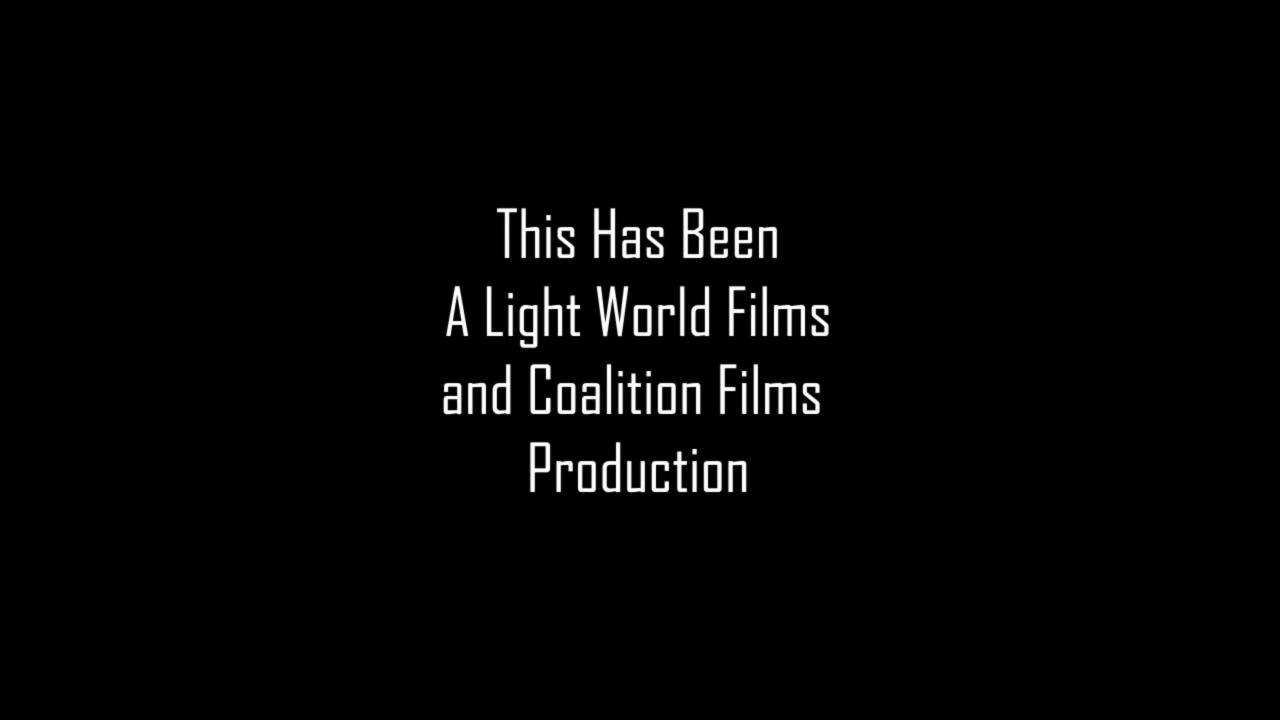 This Has Been
A Light World Films
and Coalition Films
Production